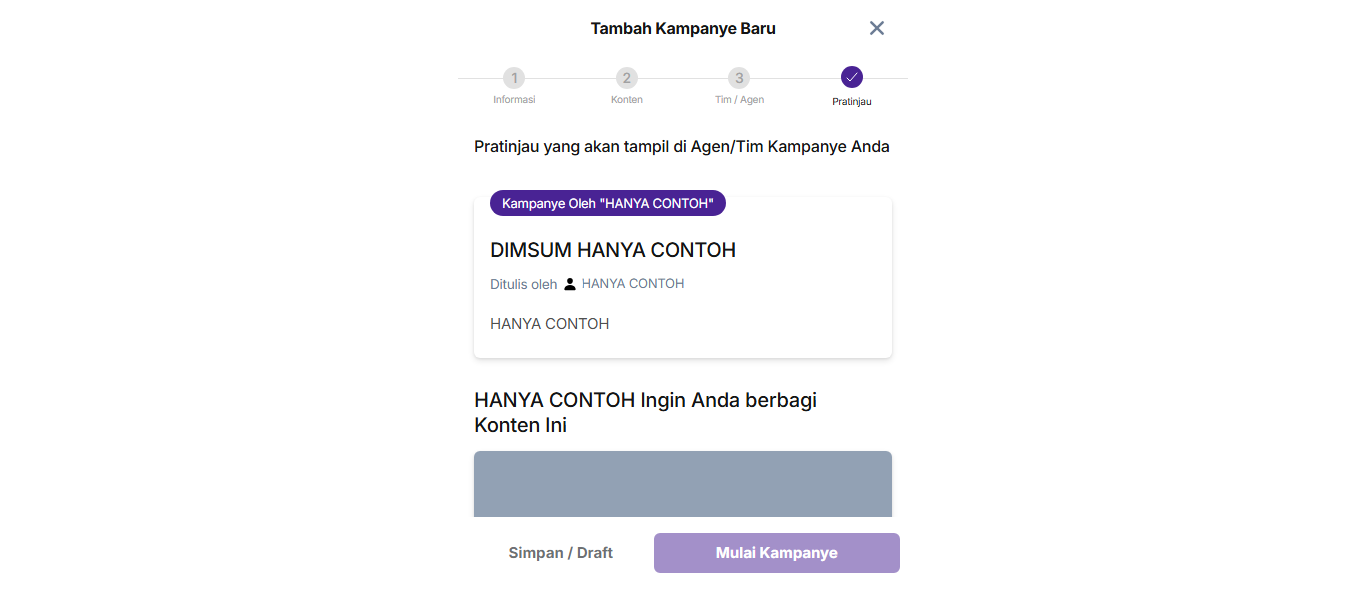 Tambah Kampanye Baru
1
2
3
Informasi
Konten
Tim / Agen
Pratinjau
Pratinjau yang akan tampil di Agen/Tim Kampanye Anda
Kampanye Oleh "HANYA CONTOH"
DIMSUM HANYA CONTOH
Ditulis oleh HANYA CONTOH
HANYA CONTOH
HANYA CONTOH Ingin Anda berbagi
Konten Ini
Simpan / Draft
Mulai Kampanye